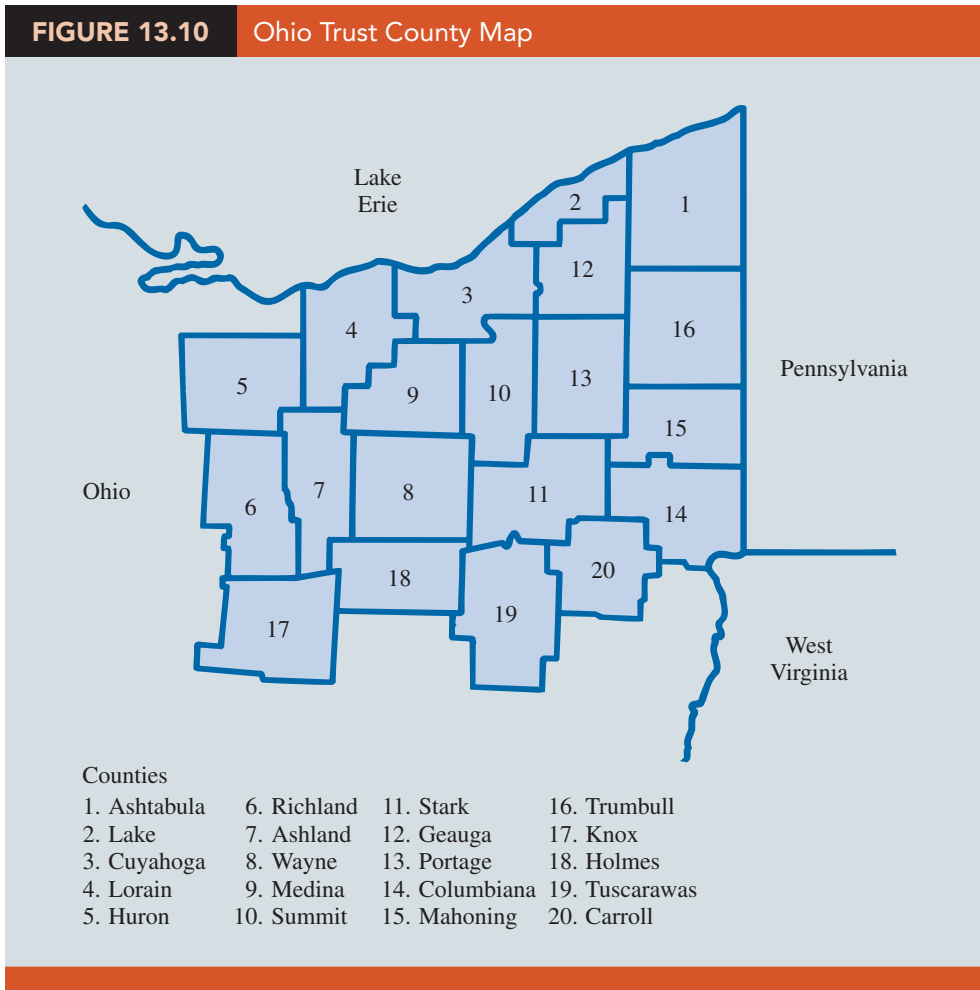 FIGURE 13.10 Ohio Trust County Map
Lake
Erie
2
1
12
3
4
16
5
9
10
13
Pennsylvania
15
Ohio
6
7
8
11
14
18
20
19
17
West
Virginia
Counties
1. Ashtabula 6. Richland 11. Stark 16. Trumbull
2. Lake 7. Ashland 12. Geauga 17. Knox
3. Cuyahoga 8. Wayne 13. Portage 18. Holmes
4. Lorain 9. Medina 14. Columbiana 19. Tuscarawas
5. Huron 10. Summit 15. Mahoning 20. Carroll